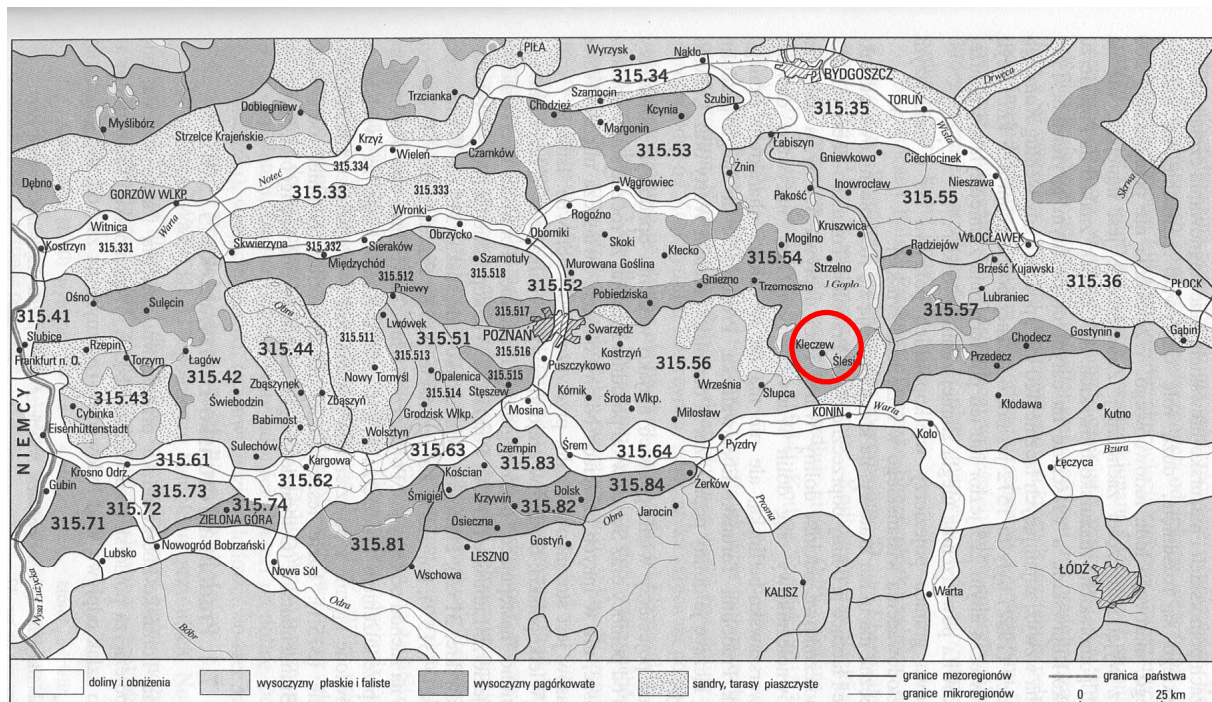 PIŁA
Wyrzysk
Nakło
315.34
BYDGOSZCZ
Drwęca
Trzcianka
Szamocin
Chodzież
Kcynia
Szubin
315.35
TORUŃ
Dobiegniew
Myślibórz
Margonin
Wisła
Strzelce Krajeńskie
Krzyż
Wieleń
Czarnków
315.53
Łabiszyn
Gniewkowo
Ciechocinek
315.334
Noteć
Żnin
Skrwa
Dębno
GORZÓW WLKP.
315.33
315.333
Wągrowiec
Pakość
Inowrocław
Nieszawa
315.55
Witnica
Warta
Wronki
Rogoźno
Obrzycko
Kruszwica
Kostrzyn
315.331
Skwierzyna
315.332
Sieraków
Oborniki
Skoki
Mogilno
WŁOCŁAWEK
Międzychód
Szamotuły
315.518
Murowana Goślina
Kłecko
315.54
Strzelno
Radziejów
Brześć Kujawski
315.512
Pniewy
315.52
Gniezno
Trzemeszno
J. Gopło
Lubraniec
315.36
PŁOCK
Ośno
Sulęcin
Obra
Pobiedziska
315.57
315.41
Lwówek
315.517
Słubice
Frankfurt n. O.
Rzepin
Torzym
Łagów
315.44
315.511
315.51
POZNAŃ
Swarzędz
Kleczew
Gostynin
Gąbin
Chodecz
315.513
315.516
Kostrzyn
Ślesin
Przedecz
315.42
Zbąszynek
Nowy Tomyśl
Opalenica
Puszczykowo
315.56
315.43
Świebodzin
Zbąszyń
315.514
315.515
Stęszew
Września
Kórnik
Środa Wlkp.
Słupca
Kłodawa
Kutno
Cybinka
Babimost
Grodzisk Wlkp.
Mosina
Miłosław
KONIN
Warta
NIEMCY
Eisenhüttenstadt
Sulechów
Wolsztyn
Koło
Krosno Odrz.
315.61
Kargowa
315.63
Czempin
Śrem
315.64
Pyzdry
Bzura
Gubin
315.73
315.74
315.62
Kościan
315.83
Łęczyca
315.72
ZIELONA GÓRA
Śmigiel
Krzywin
Dolsk
315.84
Żerków
315.71
315.82
Prosna
Osieczna
Obra
Jarocin
Lubsko
Nowogród Bobrzański
315.81
LESZNO
Gostyń
Nowa Sól
Wschowa
ŁÓDŹ
Nysa Łużycka
Odra
KALISZ
Warta
Bóbr
doliny i obniżenia
wysoczyzny płaskie i faliste
wysoczyzny pagórkowate
sandry, tarasy piaszczyste
granice mezoregionów
granice mikroregionów
granica państwa
0 25 km